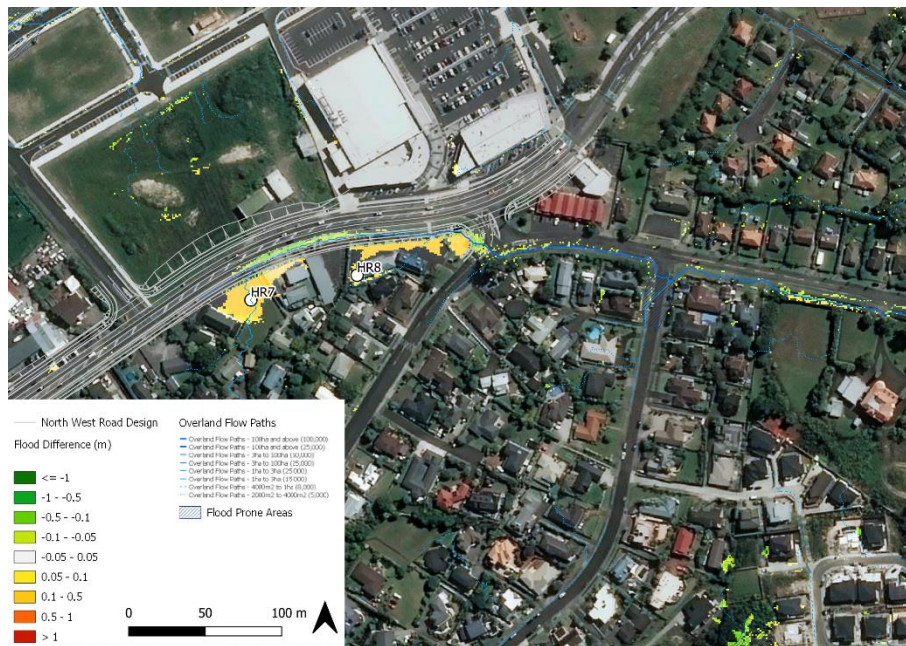 HR7
HR8
North West Road Design
Flood Difference (m)
<= -1
-1 - -0.5
-0.5 - -0.1
-0.1 - -0.05
-0.05 - 0.05
0.05 - 0.1
0.1 - 0.5
0.5 - 1
> 1
Overland Flow Paths
Overland Flow Paths - 100ha and above (100,000)
Overland Flow Paths - 100ha and above (25,000)
Overland Flow Paths - 3ha to 100ha (50,000)
Overland Flow Paths - 3ha to 100ha (25,000)
Overland Flow Paths - 1ha to 3ha (25 000)
Overland Flow Paths - 1ha to 3ha (15 000)
Overland Flow Paths - 4000m2 to 1ha (8,000)
Overland Flow Paths - 2000m2 to 4000m2 (5,000)
Flood Prone Areas
0 50 100 m